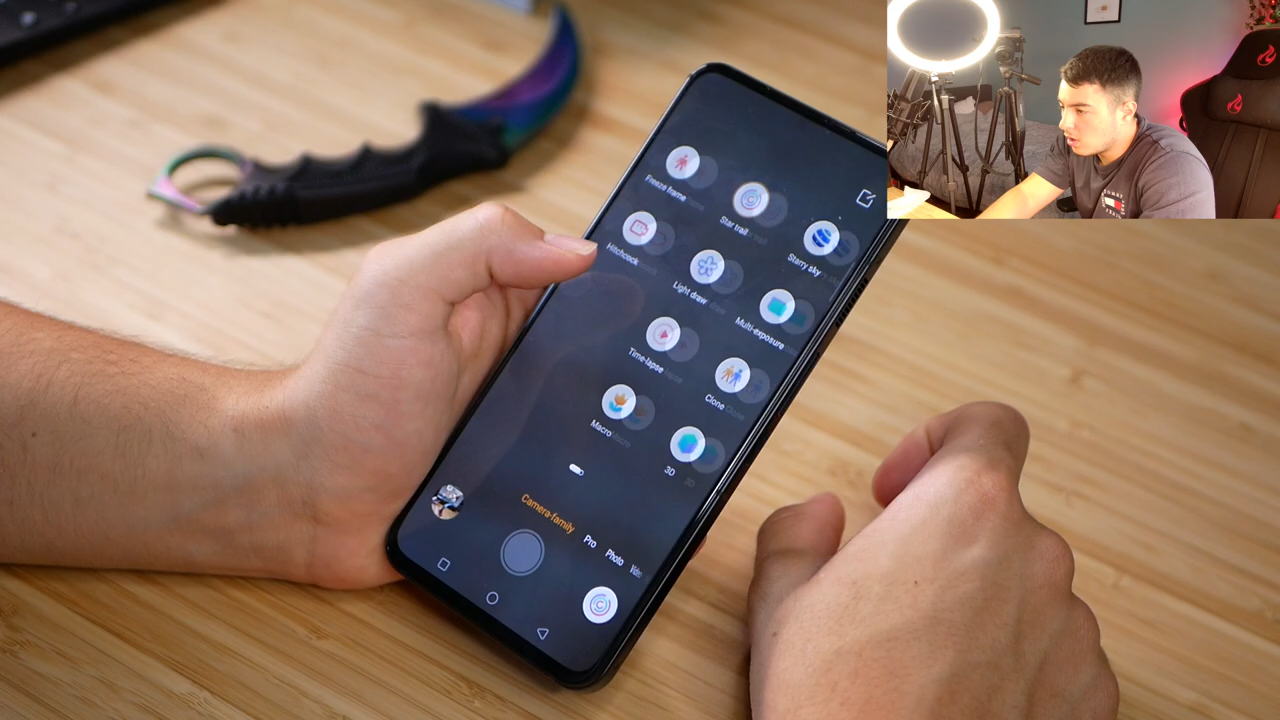 Freeze frame
Star trail
Starry sky
Hitchcock
Light draw
Multi-exposure
Time-lapse
Clone
Macro
3D
Camera-family
Pro
Photo
TOMMY